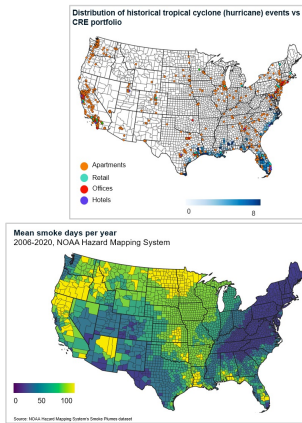 Distribution of historical tropical cyclone (hurricane) events vs
CRE portfolio
Apartments
Retail
Offices
Hotels
0
8
Mean smoke days per year
2006-2020, NOAA Hazard Mapping System
0
50
100
Source: NOAA Hazard Mapping System's Smoke Plumes dataset